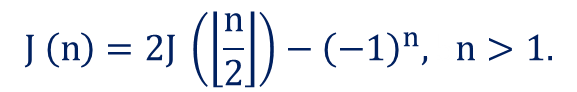 J (n) = 2J (⌊n/2⌋) − (−1)ⁿ, n > 1.